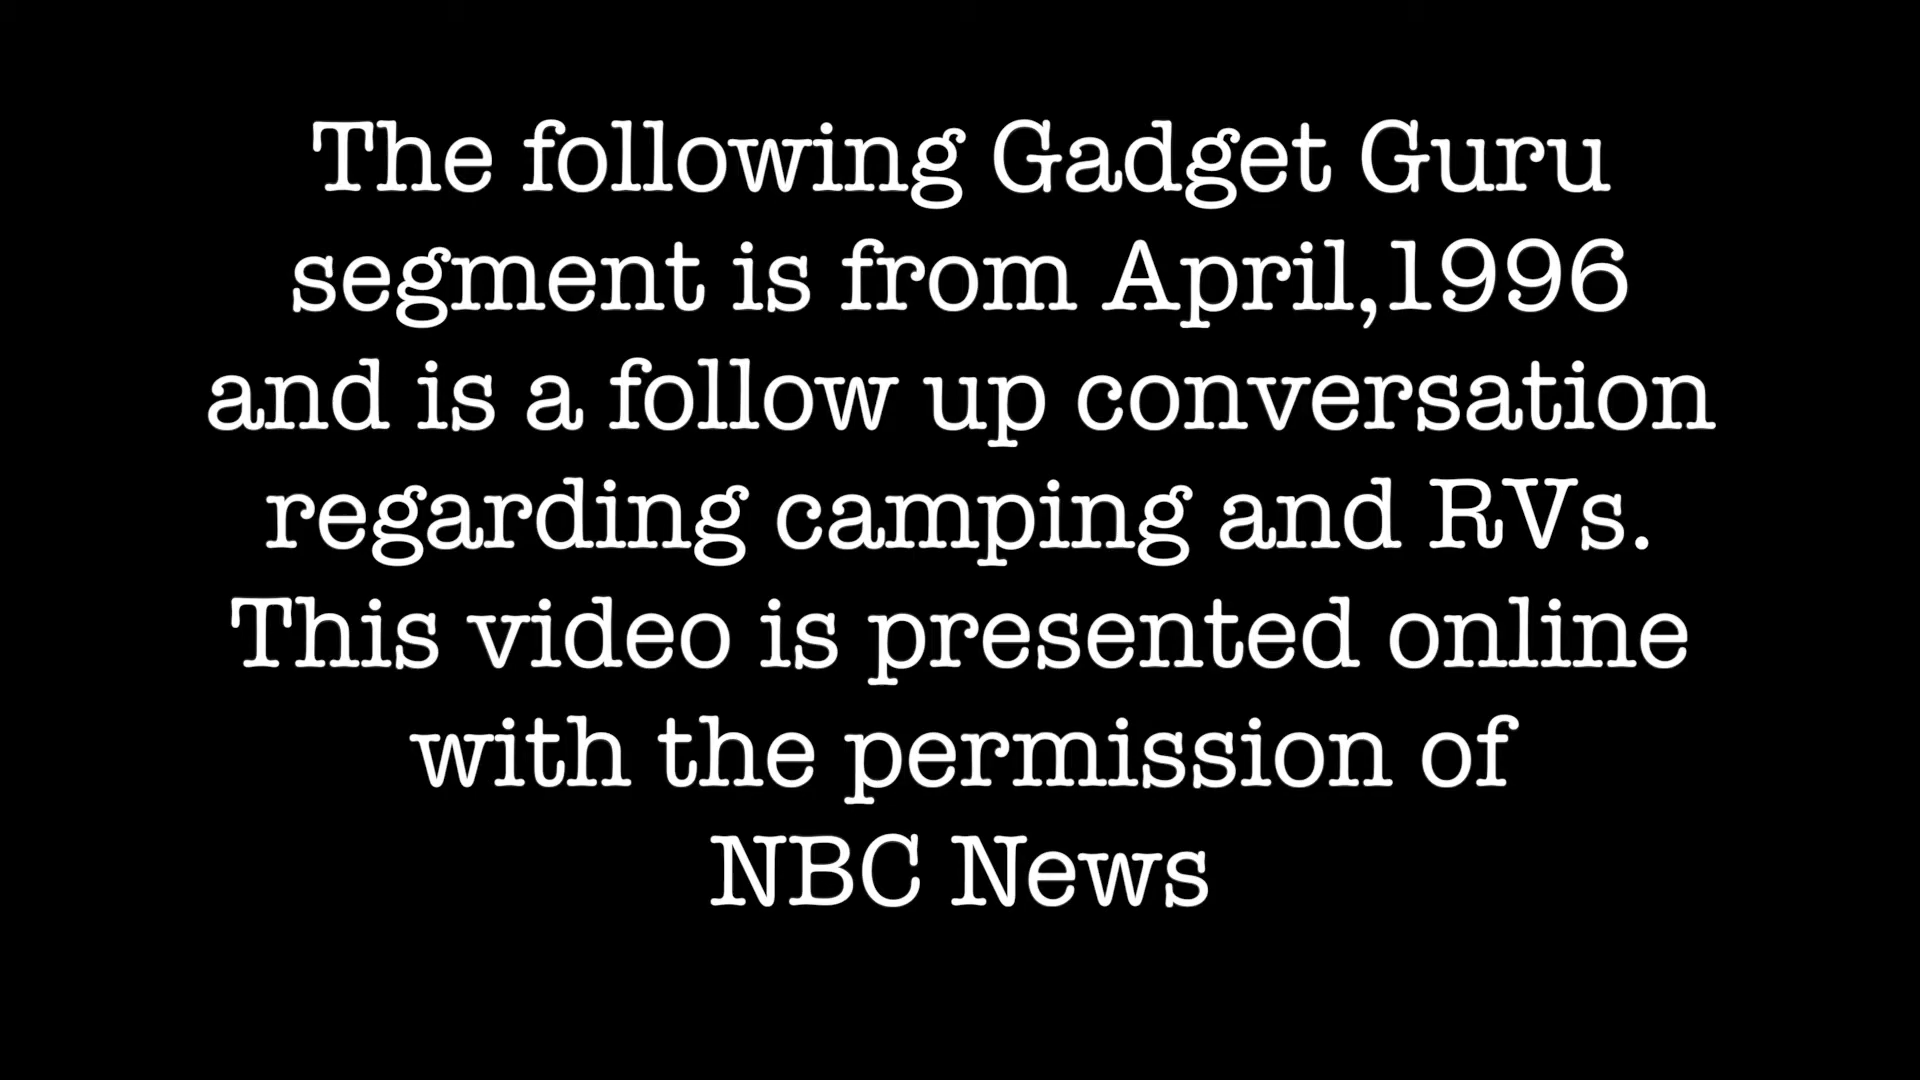 The following Gadget Guru
segment is from April,1996
and is a follow up conversation
regarding camping and RVs.
This video is presented online
with the permission of
NBC News